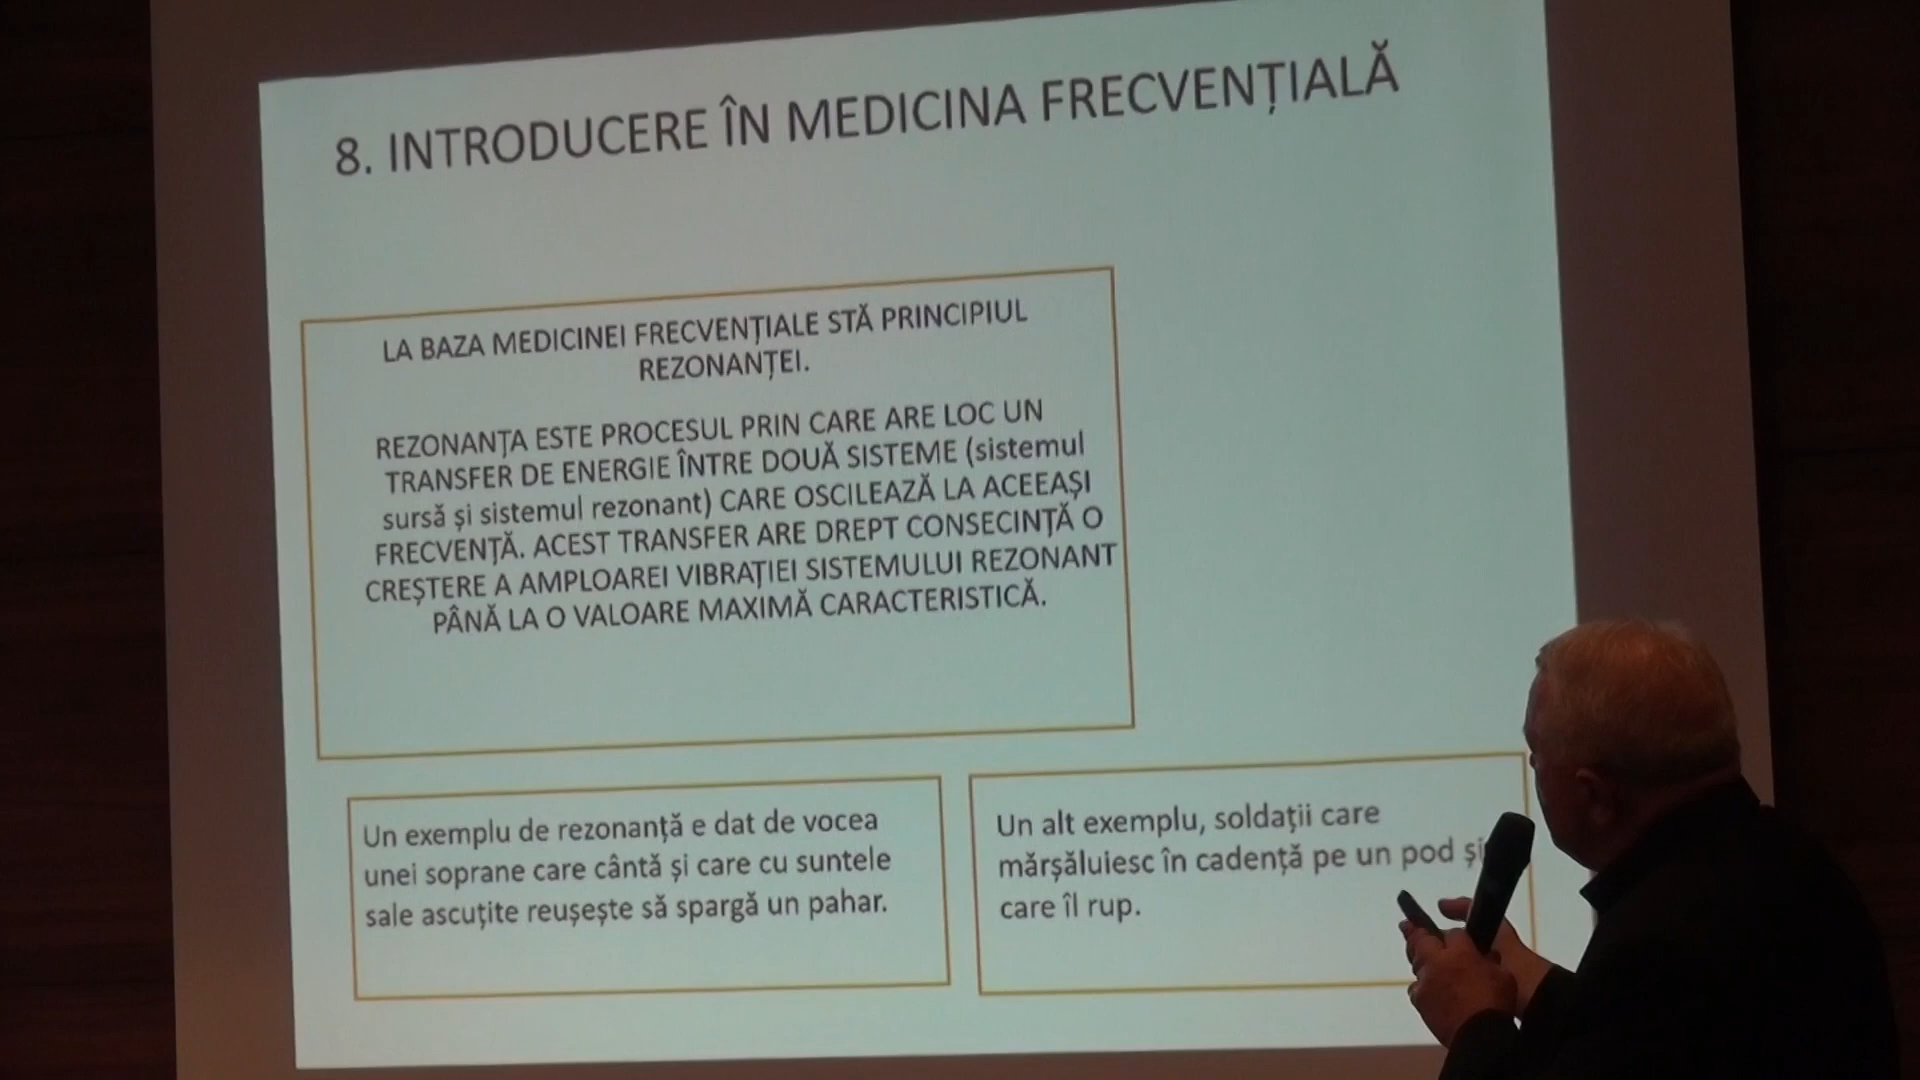 8. INTRODUCERE ÎN MEDICINA FRECVENȚIALĂ
LA BAZA MEDICINEI FRECVENȚIALE STĂ PRINCIPIUL
REZONANȚEI.
REZONANȚA ESTE PROCESUL PRIN CARE ARE LOC UN
TRANSFER DE ENERGIE ÎNTRE DOUĂ SISTEME (sistemul
sursă și sistemul rezonant) CARE OSCILEAZĂ LA ACEEAȘI
FRECVENȚĂ. ACEST TRANSFER ARE DREPT CONSECINȚĂ O
CREȘTERE A AMPLOAREI VIBRAȚIEI SISTEMULUI REZONANT
PÂNĂ LA O VALOARE MAXIMĂ CARACTERISTICĂ.
Un exemplu de rezonanță e dat de vocea
unei soprane care cântă și care cu suntele
sale ascuțite reușește să spargă un pahar.
Un alt exemplu, soldații care
mărșăluiesc în cadență pe un pod și
care îl rup.